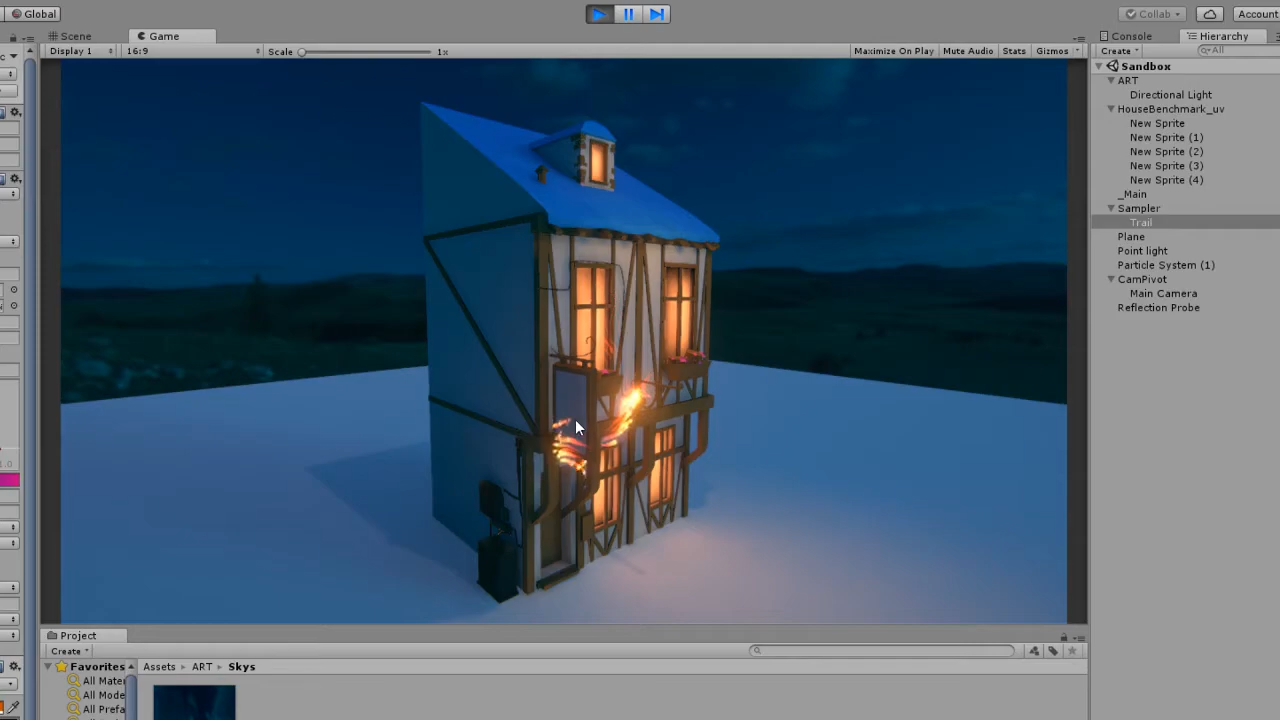 Global
Collab
Account
Scene
Game
Console
Hierarchy
Display 1
16:9
Scale
1x
Maximize On Play
Mute Audio
Stats
Gizmos
Create
All
Sandbox
ART
Directional Light
HouseBenchmark_uv
New Sprite
New Sprite (1)
New Sprite (2)
New Sprite (3)
New Sprite (4)
_Main
Sampler
Trail
Plane
Point light
Particle System (1)
CamPivot
Main Camera
Reflection Probe
Project
Create
Favorites
Assets
ART
Skys
All Mate
All Mode
All Prefa